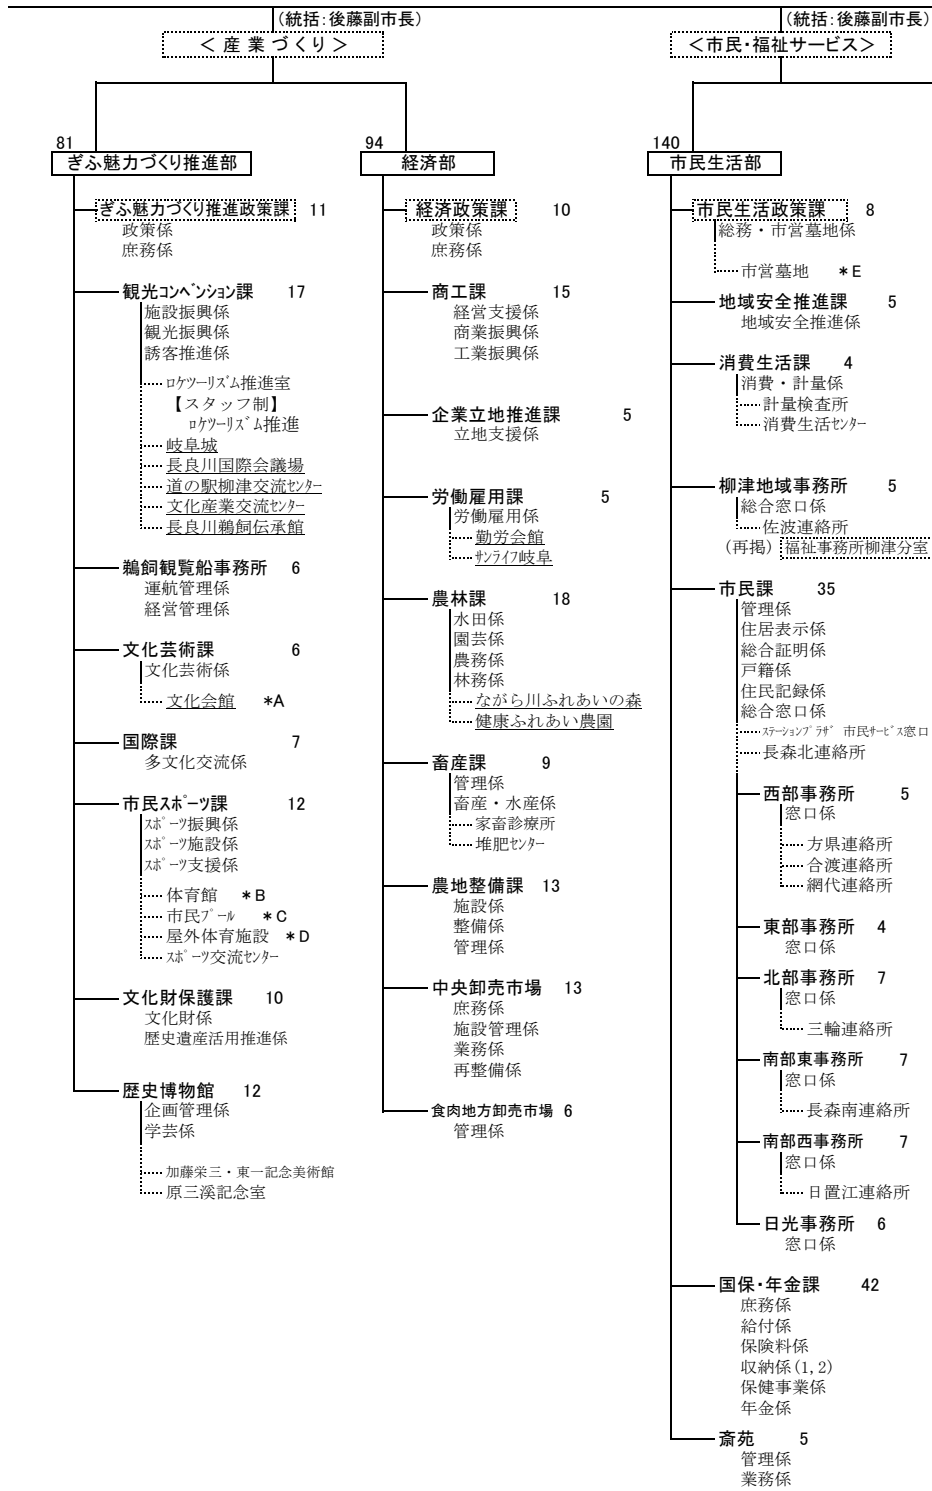 (統括：後藤副市長)
＜ 産 業 づ く り ＞
81
ぎふ魅力づくり推進部
ぎふ魅力づくり推進政策課 11
政策係
庶務係
観光ｺﾝﾍﾞﾝｼｮﾝ課 17
施設振興係
観光振興係
誘客推進係
ﾛｹﾂｰﾘｽﾞﾑ推進室
【スタッフ制】
ﾛｹﾂｰﾘｽﾞﾑ推進
岐阜城
長良川国際会議場
道の駅柳津交流ｾﾝﾀｰ
文化産業交流ｾﾝﾀｰ
長良川鵜飼伝承館
鵜飼観覧船事務所 6
運航管理係
経営管理係
文化芸術課 6
文化芸術係
文化会館 *A
国際課 7
多文化交流係
市民ｽﾎﾟｰﾂ課 12
ｽﾎﾟｰﾂ振興係
ｽﾎﾟｰﾂ施設係
ｽﾎﾟｰﾂ支援係
体育館 *B
市民ﾌﾟｰﾙ *C
屋外体育施設 *D
ｽﾎﾟｰﾂ交流ｾﾝﾀｰ
文化財保護課 10
文化財係
歴史遺産活用推進係
歴史博物館 12
企画管理係
学芸係
加藤栄三・東一記念美術館
原三溪記念室
94
経済部
経済政策課 10
政策係
庶務係
商工課 15
経営支援係
商業振興係
工業振興係
企業立地推進課 5
立地支援係
労働雇用課 5
労働雇用係
勤労会館
ｻﾝﾗｲﾌ岐阜
農林課 18
水田係
園芸係
農務係
林務係
ながら川ふれあいの森
健康ふれあい農園
畜産課 9
管理係
畜産・水産係
家畜診療所
堆肥ｾﾝﾀｰ
農地整備課 13
施設係
整備係
管理係
中央卸売市場 13
庶務係
施設管理係
業務係
再整備係
食肉地方卸売市場 6
管理係
(統括：後藤副市長)
＜市民・福祉サービス＞
140
市民生活部
市民生活政策課 8
総務・市営墓地係
市営墓地 *E
地域安全推進課 5
地域安全推進係
消費生活課 4
消費・計量係
計量検査所
消費生活ｾﾝﾀｰ
柳津地域事務所 5
総合窓口係
佐波連絡所
(再掲) 福祉事務所柳津分室
市民課 35
管理係
住居表示係
総合証明係
戸籍係
住民記録係
総合窓口係
ｽﾃｰｼｮﾝﾌﾟﾗｻﾞ 市民ｻｰﾋﾞｽ窓口
長森北連絡所
西部事務所 5
窓口係
方県連絡所
合渡連絡所
網代連絡所
東部事務所 4
窓口係
北部事務所 7
窓口係
三輪連絡所
南部東事務所 7
窓口係
長森南連絡所
南部西事務所 7
窓口係
日置江連絡所
日光事務所 6
窓口係
国保・年金課 42
庶務係
給付係
保険料係
収納係(1,2)
保健事業係
年金係
斎苑 5
管理係
業務係